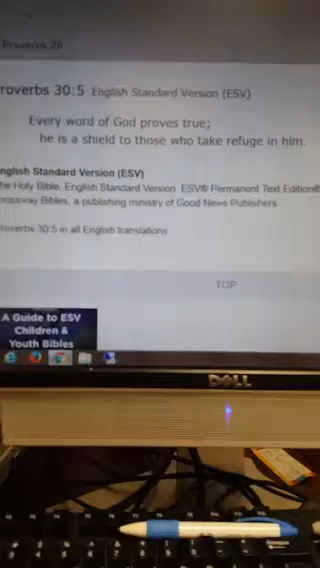 Proverbs 29
roverbs 30:5 English Standard Version (ESV)
Every word of God proves true;
he is a shield to those who take refuge in him.
nglish Standard Version (ESV)
he Holy Bible, English Standard Version. ESV® Permanent Text Edition®
rossway Bibles, a publishing ministry of Good News Publishers.
roverbs 30:5 in all English translations
TOP
A Guide to ESV
Children &
Youth Bibles
DELL